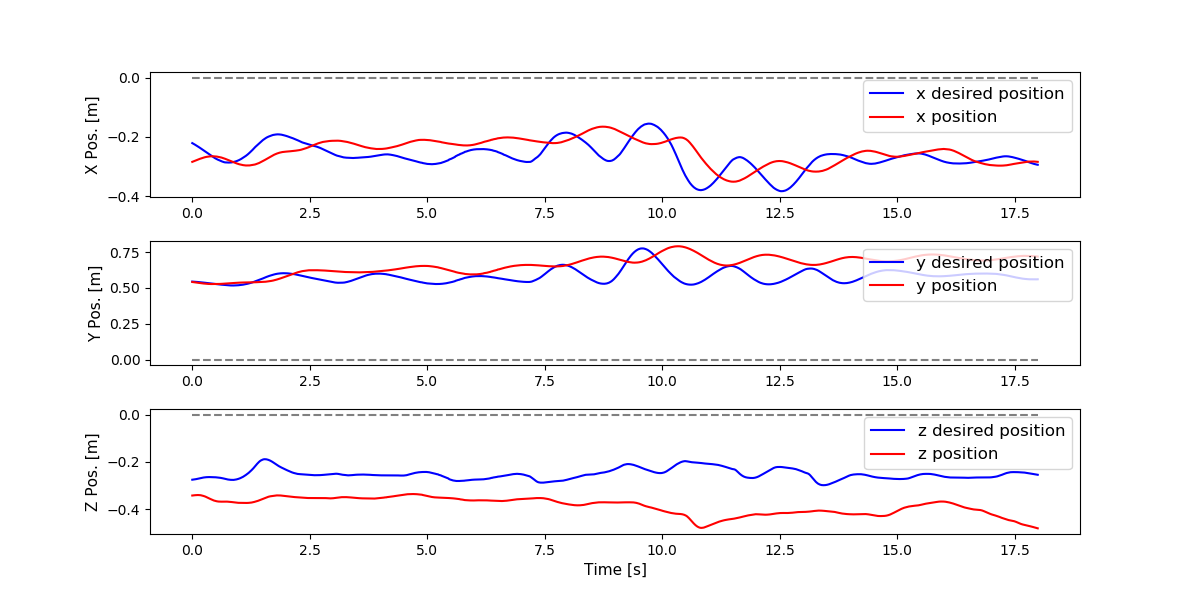 X Pos. [m]
0.0
−0.2
−0.4
x desired position
x position
0.0 2.5 5.0 7.5 10.0 12.5 15.0 17.5
Y Pos. [m]
0.75
0.50
0.25
0.00
y desired position
y position
0.0 2.5 5.0 7.5 10.0 12.5 15.0 17.5
Z Pos. [m]
0.0
−0.2
−0.4
z desired position
z position
0.0 2.5 5.0 7.5 10.0 12.5 15.0 17.5
Time [s]